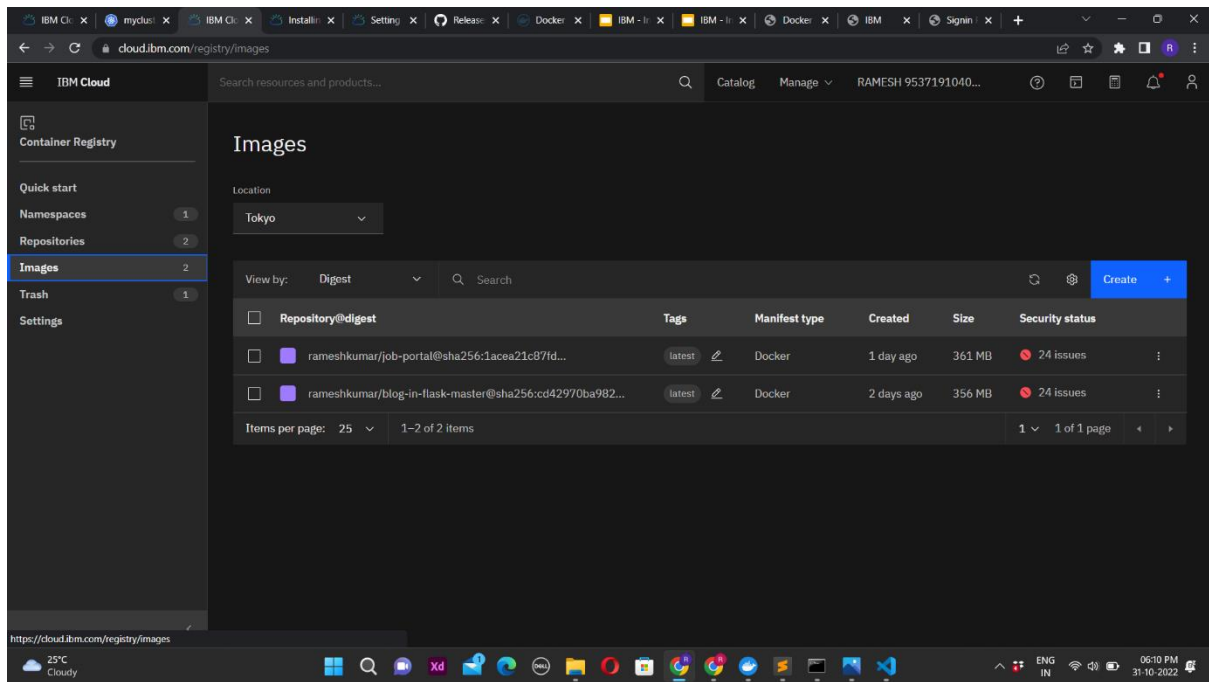 IBM Clo myclust IBM Clo Installin Setting Release Docker IBM - In IBM - In Docker IBM Signin
cloud.ibm.com/registry/images
IBM Cloud Search resources and products... Catalog Manage RAMESH 9537191040...
Container Registry
Images
Quick start
Location
Namespaces 1
Tokyo
Repositories 2
Images 2
View by: Digest Search Create +
Trash 1
Repository@digest Tags Manifest type Created Size Security status
Settings
rameshkumar/job-portal@sha256:1acea21c87fd... latest Docker 1 day ago 361 MB 24 issues
rameshkumar/blog-in-flask-master@sha256:cd42970ba982... latest Docker 2 days ago 356 MB 24 issues
Items per page: 25 1–2 of 2 items 1 1 of 1 page
https://cloud.ibm.com/registry/images
25°C
Cloudy
Xd
DELL
ENG
IN
06:10 PM
31-10-2022